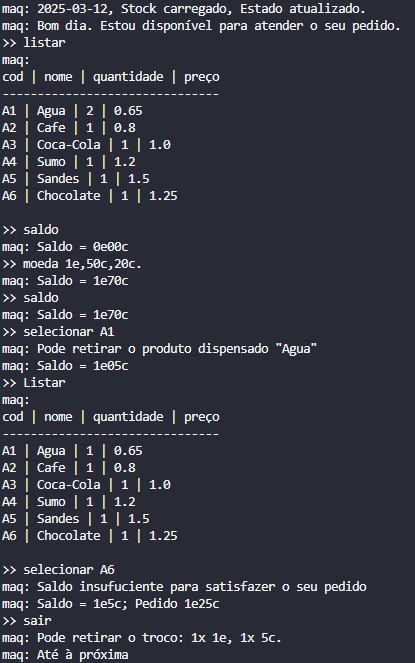 maq: 2025-03-12, Stock carregado, Estado atualizado.
maq: Bom dia. Estou disponível para atender o seu pedido.
>> listar
maq:
cod | nome | quantidade | preço
-------------------------------
A1 | Agua | 2 | 0.65
A2 | Cafe | 1 | 0.8
A3 | Coca-Cola | 1 | 1.0
A4 | Sumo | 1 | 1.2
A5 | Sandes | 1 | 1.5
A6 | Chocolate | 1 | 1.25
>> saldo
maq: Saldo = 0e00c
>> moeda 1e,50c,20c.
maq: Saldo = 1e70c
>> saldo
maq: Saldo = 1e70c
>> selecionar A1
maq: Pode retirar o produto dispensado "Agua"
maq: Saldo = 1e05c
>> Listar
maq:
cod | nome | quantidade | preço
-------------------------------
A1 | Agua | 1 | 0.65
A2 | Cafe | 1 | 0.8
A3 | Coca-Cola | 1 | 1.0
A4 | Sumo | 1 | 1.2
A5 | Sandes | 1 | 1.5
A6 | Chocolate | 1 | 1.25
>> selecionar A6
maq: Saldo insufuciente para satisfazer o seu pedido
maq: Saldo = 1e5c; Pedido 1e25c
>> sair
maq: Pode retirar o troco: 1x 1e, 1x 5c.
maq: Até à próxima